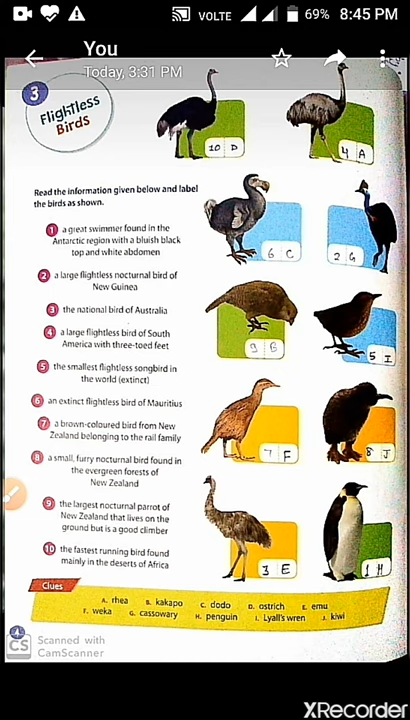 VOLTE 69% 8:45 PM
You
Today, 3:31 PM
3
Flightless
Birds
10 D
4 A
Read the information given below and label
the birds as shown.
1 a great swimmer found in the
Antarctic region with a bluish black
top and white abdomen
2 a large flightless nocturnal bird of
New Guinea
3 the national bird of Australia
4 a large flightless bird of South
America with three-toed feet
5 the smallest flightless songbird in
the world (extinct)
6 an extinct flightless bird of Mauritius
7 a brown-coloured bird from New
Zealand belonging to the rail family
8 a small, furry nocturnal bird found in
the evergreen forests of
New Zealand
9 the largest nocturnal parrot of
New Zealand that lives on the
ground but is a good climber
10 the fastest running bird found
mainly in the deserts of Africa
6 C
2 G
9 B
5 I
7 F
8 J
3 E
1 H
Clues
A. rhea B. kakapo C. dodo D. ostrich E. emu
F. weka G. cassowary H. penguin I. Lyall's wren J. kiwi
4
CS Scanned with
CamScanner
XRecorder